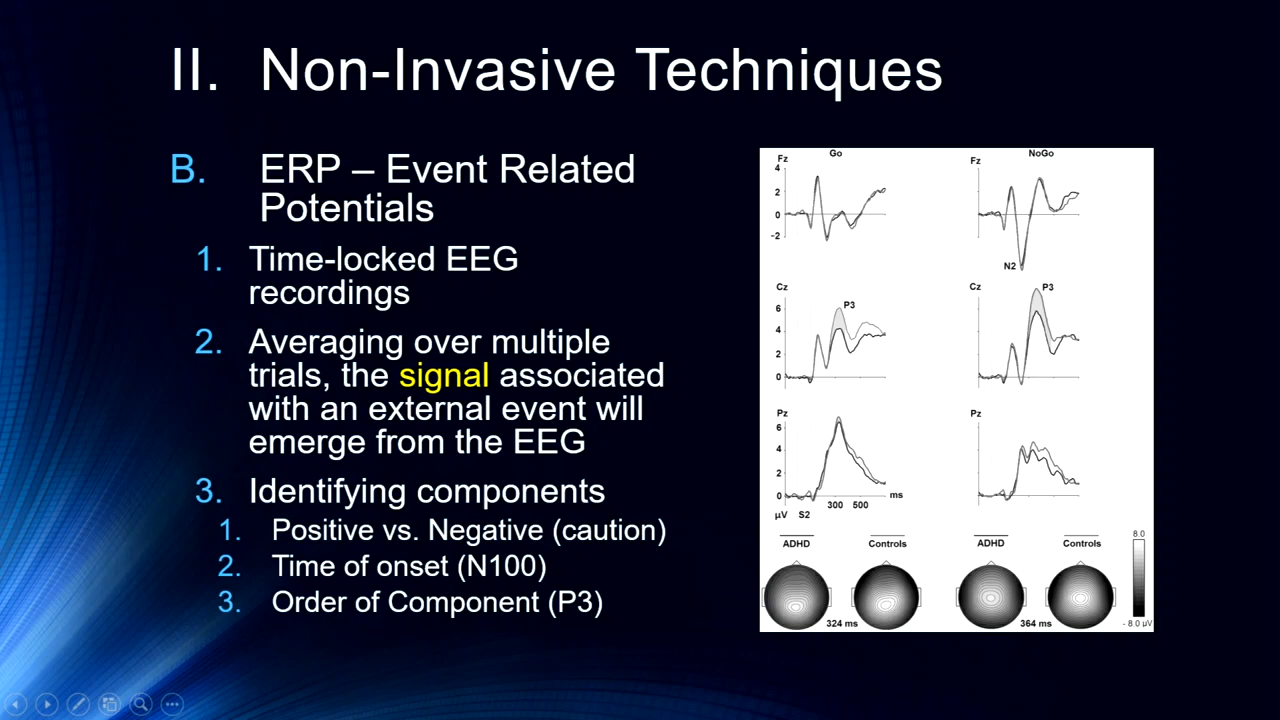 II. Non-Invasive Techniques
B. ERP – Event Related
Potentials
1. Time-locked EEG
recordings
2. Averaging over multiple
trials, the signal associated
with an external event will
emerge from the EEG
3. Identifying components
1. Positive vs. Negative (caution)
2. Time of onset (N100)
3. Order of Component (P3)
Go NoGo
Fz Fz
4
2
0
−2
N2
Cz Cz
P3 P3
6
4
2
0
Pz Pz
6
4
2
0
ms
300 500
µV S2
ADHD Controls ADHD Controls
8.0
324 ms 364 ms
- 8.0 µV